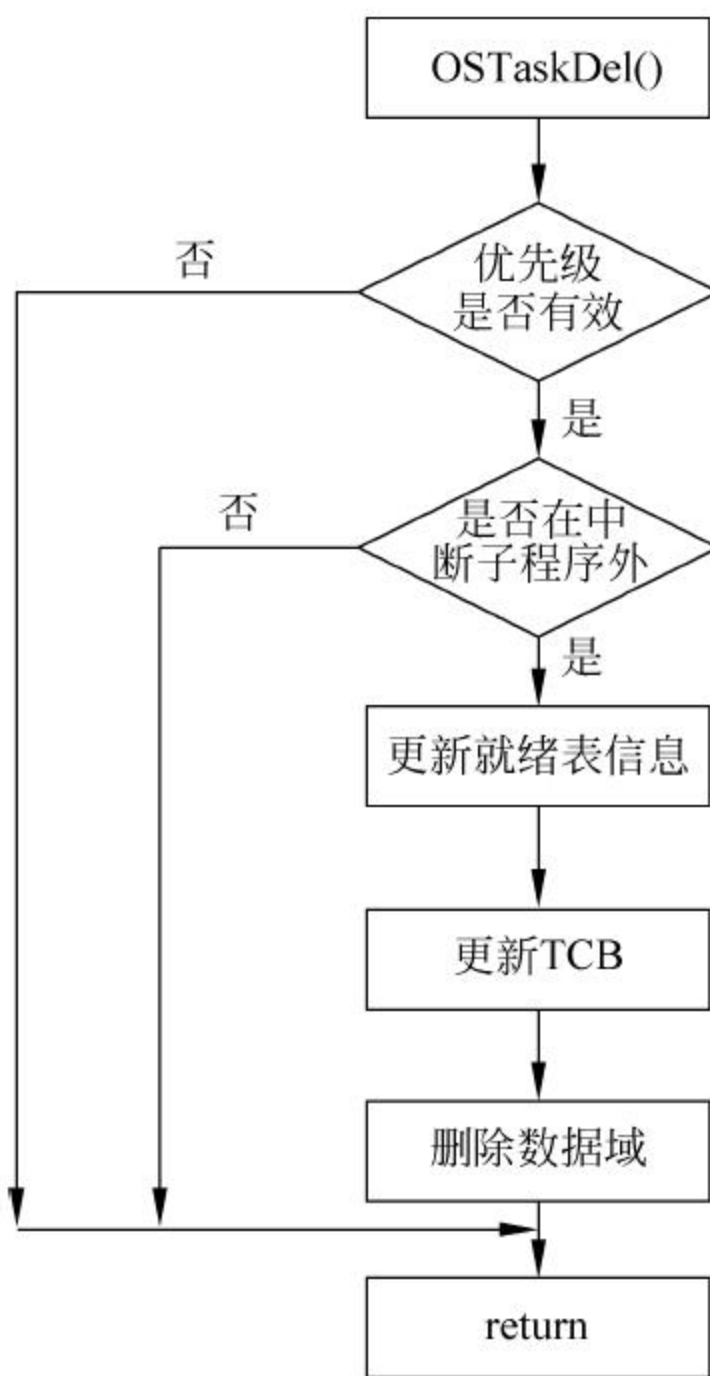 OSTaskDel()
否
优先级
是否有效
是
否
是否在中
断子程序外
是
更新就绪表信息
更新TCB
删除数据域
return